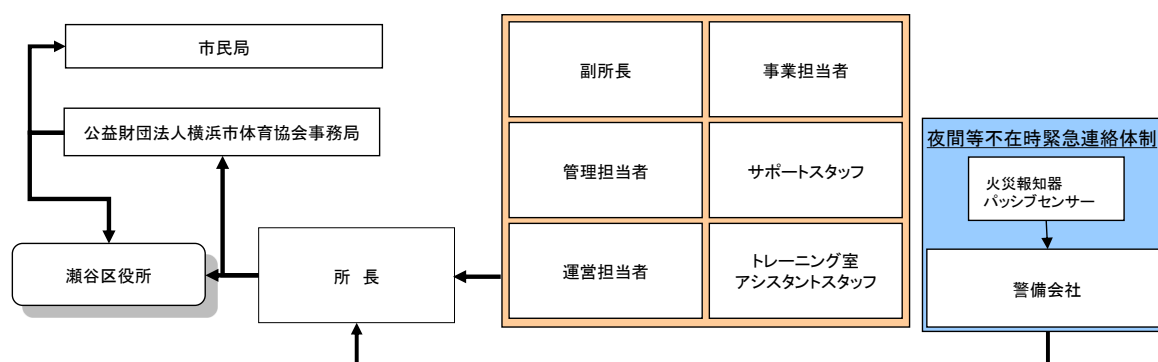 市民局
公益財団法人横浜市体育協会事務局
瀬谷区役所
所 長
副所長
事業担当者
管理担当者
サポートスタッフ
運営担当者
トレーニング室
アシスタントスタッフ
夜間等不在時緊急連絡体制
火災報知器
パッシブセンサー
警備会社